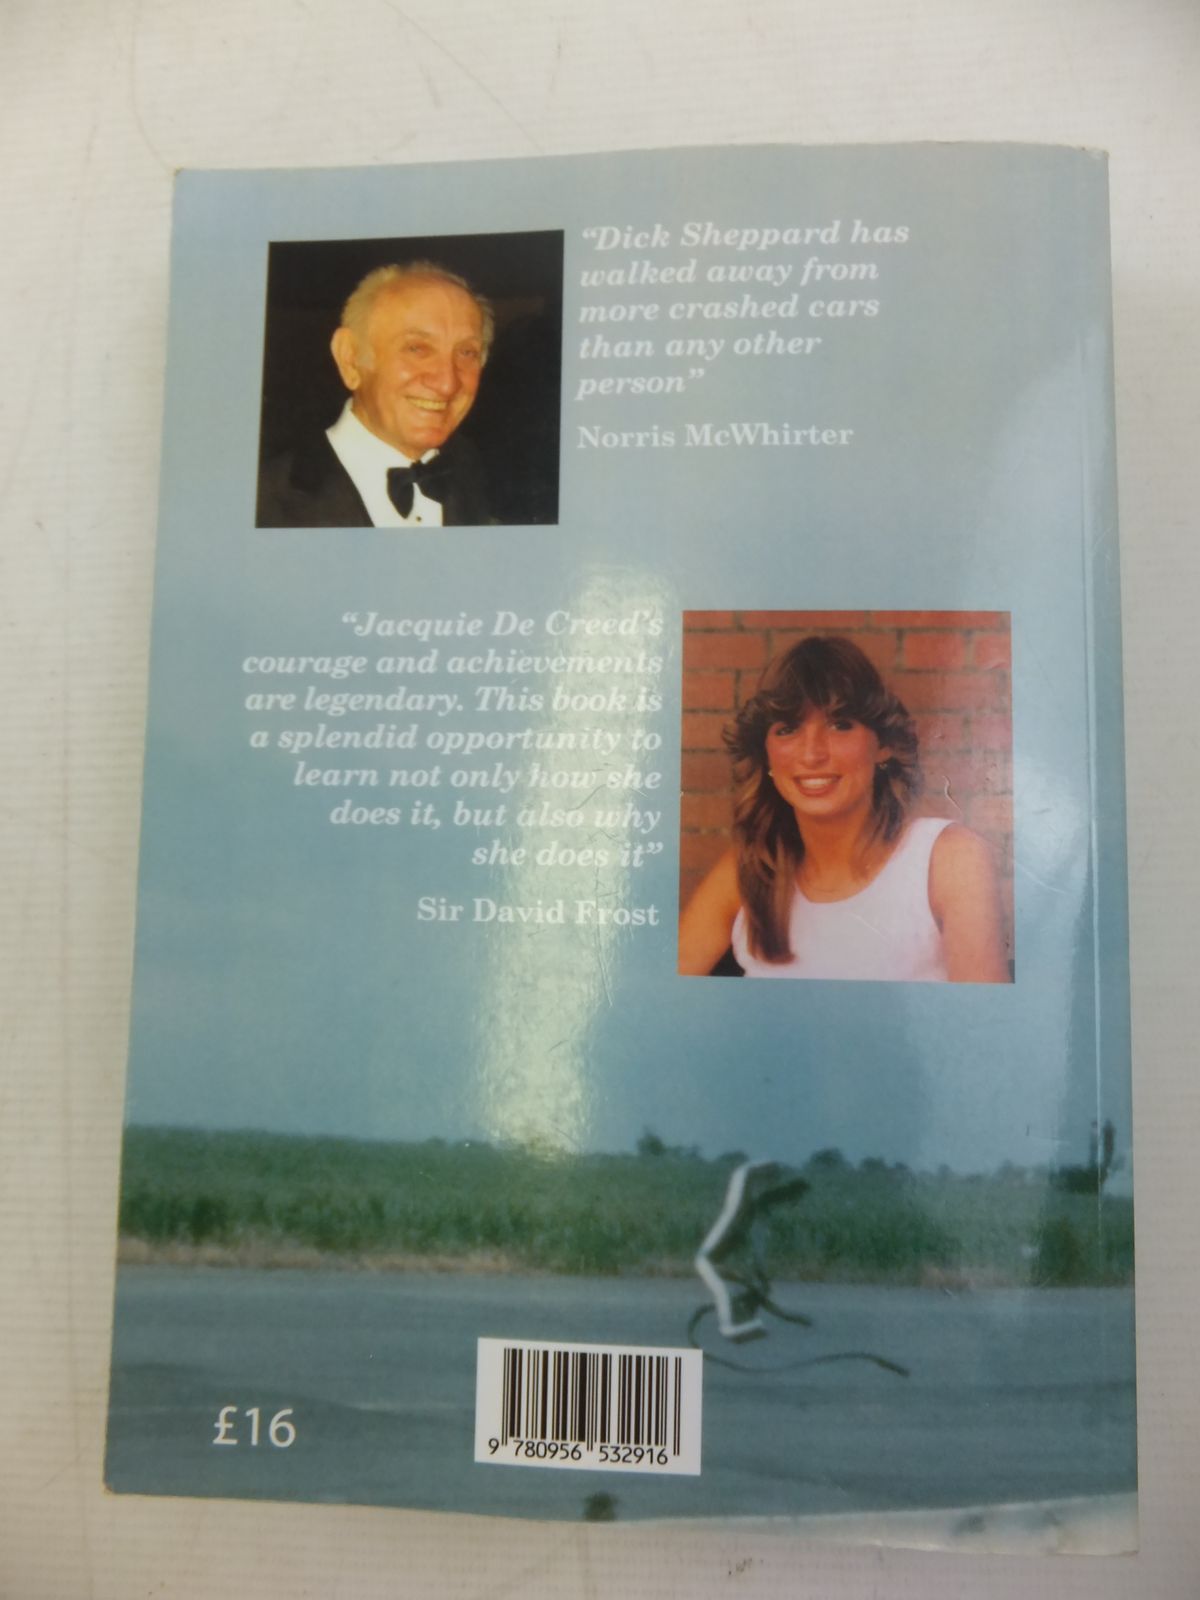 “Dick Sheppard has
walked away from
more crashed cars
than any other
person”
Norris McWhirter
“Jacquie De Creed’s
courage and achievements
are legendary. This book is
a splendid opportunity to
learn not only how she
does it, but also why
she does it”
Sir David Frost
£16
9 780956 532916